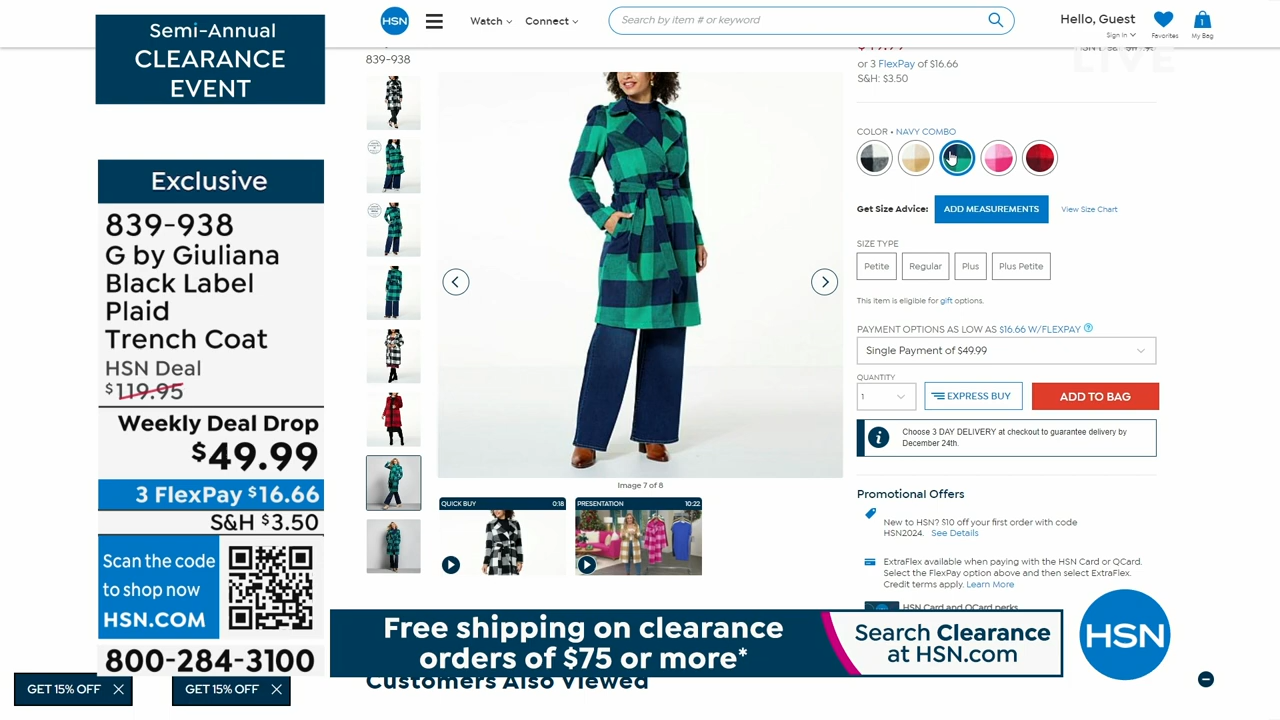 Semi-Annual
CLEARANCE
EVENT
HSN
Watch
Connect
Search by item # or keyword
Hello, Guest
Sign In
Favorites
1
My Bag
LIVE
839-938
or 3 FlexPay of $16.66
S&H: $3.50
COLOR • NAVY COMBO
Get Size Advice:
ADD MEASUREMENTS
View Size Chart
SIZE TYPE
Petite
Regular
Plus
Plus Petite
This item is eligible for gift options.
PAYMENT OPTIONS AS LOW AS $16.66 W/FLEXPAY
Single Payment of $49.99
QUANTITY
1
EXPRESS BUY
ADD TO BAG
Choose 3 DAY DELIVERY at checkout to guarantee delivery by
December 24th.
Promotional Offers
New to HSN? $10 off your first order with code
HSN2024. See Details
ExtraFlex available when paying with the HSN Card or QCard.
Select the FlexPay option above and then select ExtraFlex.
Credit terms apply. Learn More
HSN Card and QCard perks
Image 7 of 8
QUICK BUY 0:18
PRESENTATION 10:22
Exclusive
839-938
G by Giuliana
Black Label
Plaid
Trench Coat
HSN Deal
$119.95
Weekly Deal Drop
$49.99
3 FlexPay $16.66
S&H $3.50
Scan the code
to shop now
HSN.COM
800-284-3100
Free shipping on clearance
orders of $75 or more*
Search Clearance
at HSN.com
HSN
GET 15% OFF
GET 15% OFF
Customers Also Viewed